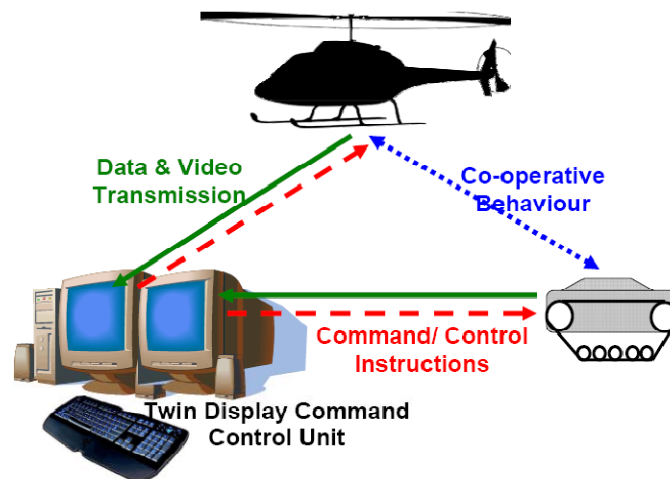 Data & Video
Transmission
Co-operative
Behaviour
Command/ Control
Instructions
Twin Display Command
Control Unit